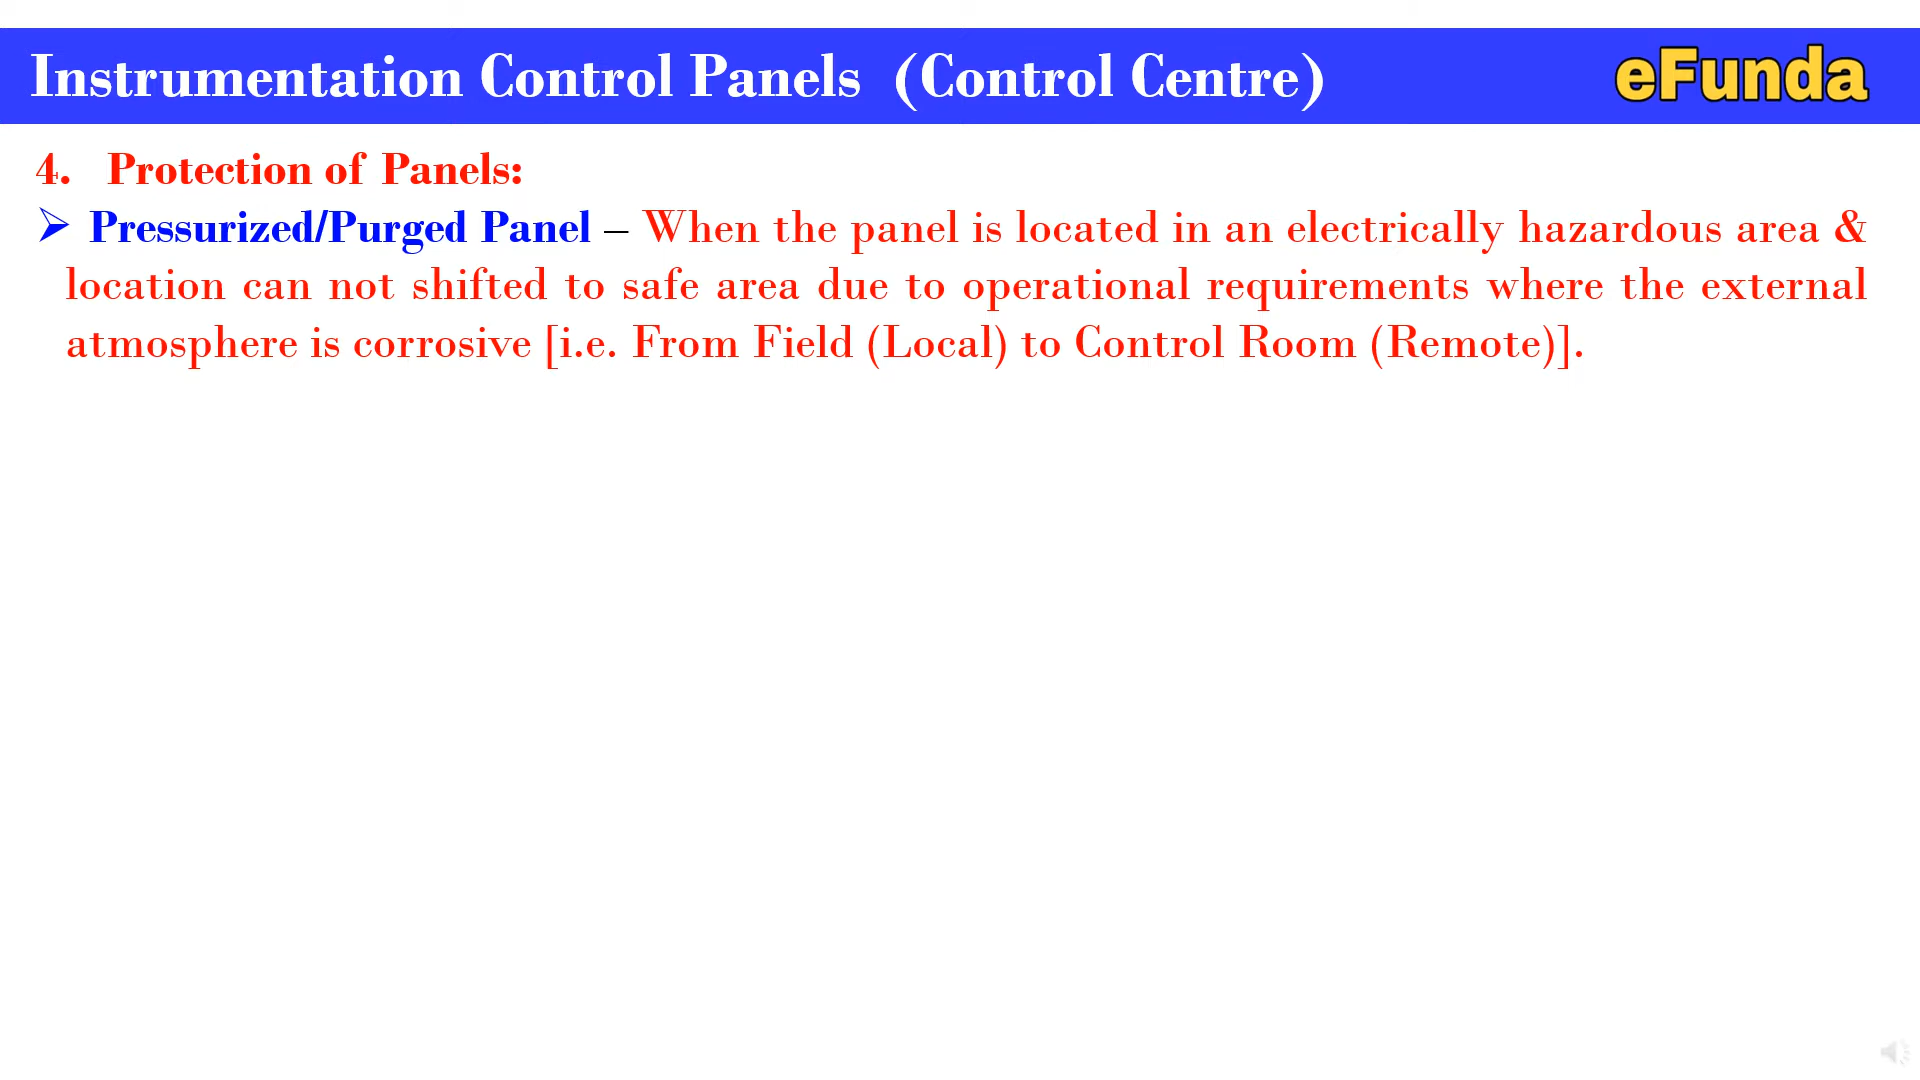 Instrumentation Control Panels (Control Centre)
eFunda
4. Protection of Panels:
➢ Pressurized/Purged Panel – When the panel is located in an electrically hazardous area &
location can not shifted to safe area due to operational requirements where the external
atmosphere is corrosive [i.e. From Field (Local) to Control Room (Remote)].